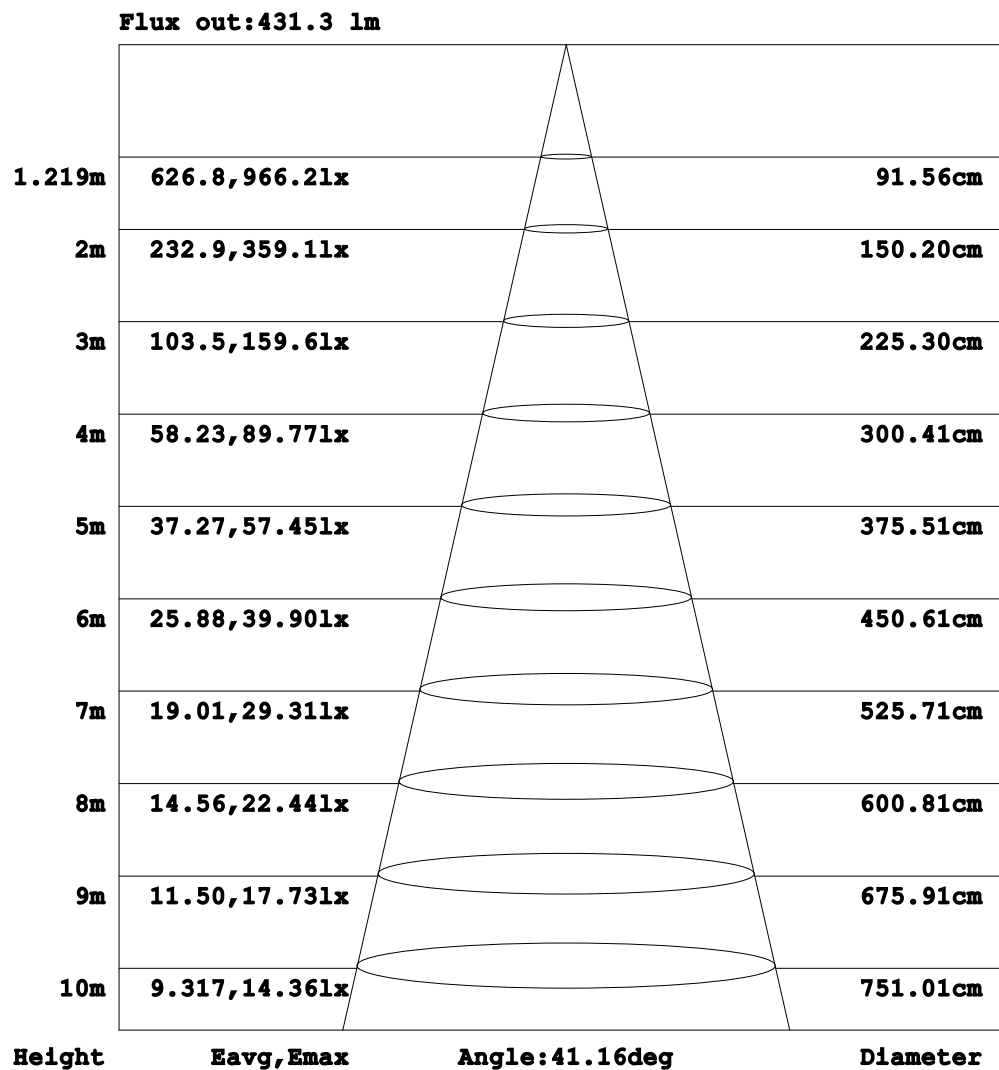 Flux out:431.3 lm
1.219m 626.8,966.2lx 91.56cm
2m 232.9,359.1lx 150.20cm
3m 103.5,159.6lx 225.30cm
4m 58.23,89.77lx 300.41cm
5m 37.27,57.45lx 375.51cm
6m 25.88,39.90lx 450.61cm
7m 19.01,29.31lx 525.71cm
8m 14.56,22.44lx 600.81cm
9m 11.50,17.73lx 675.91cm
10m 9.317,14.36lx 751.01cm
Height Eavg,Emax Angle:41.16deg Diameter